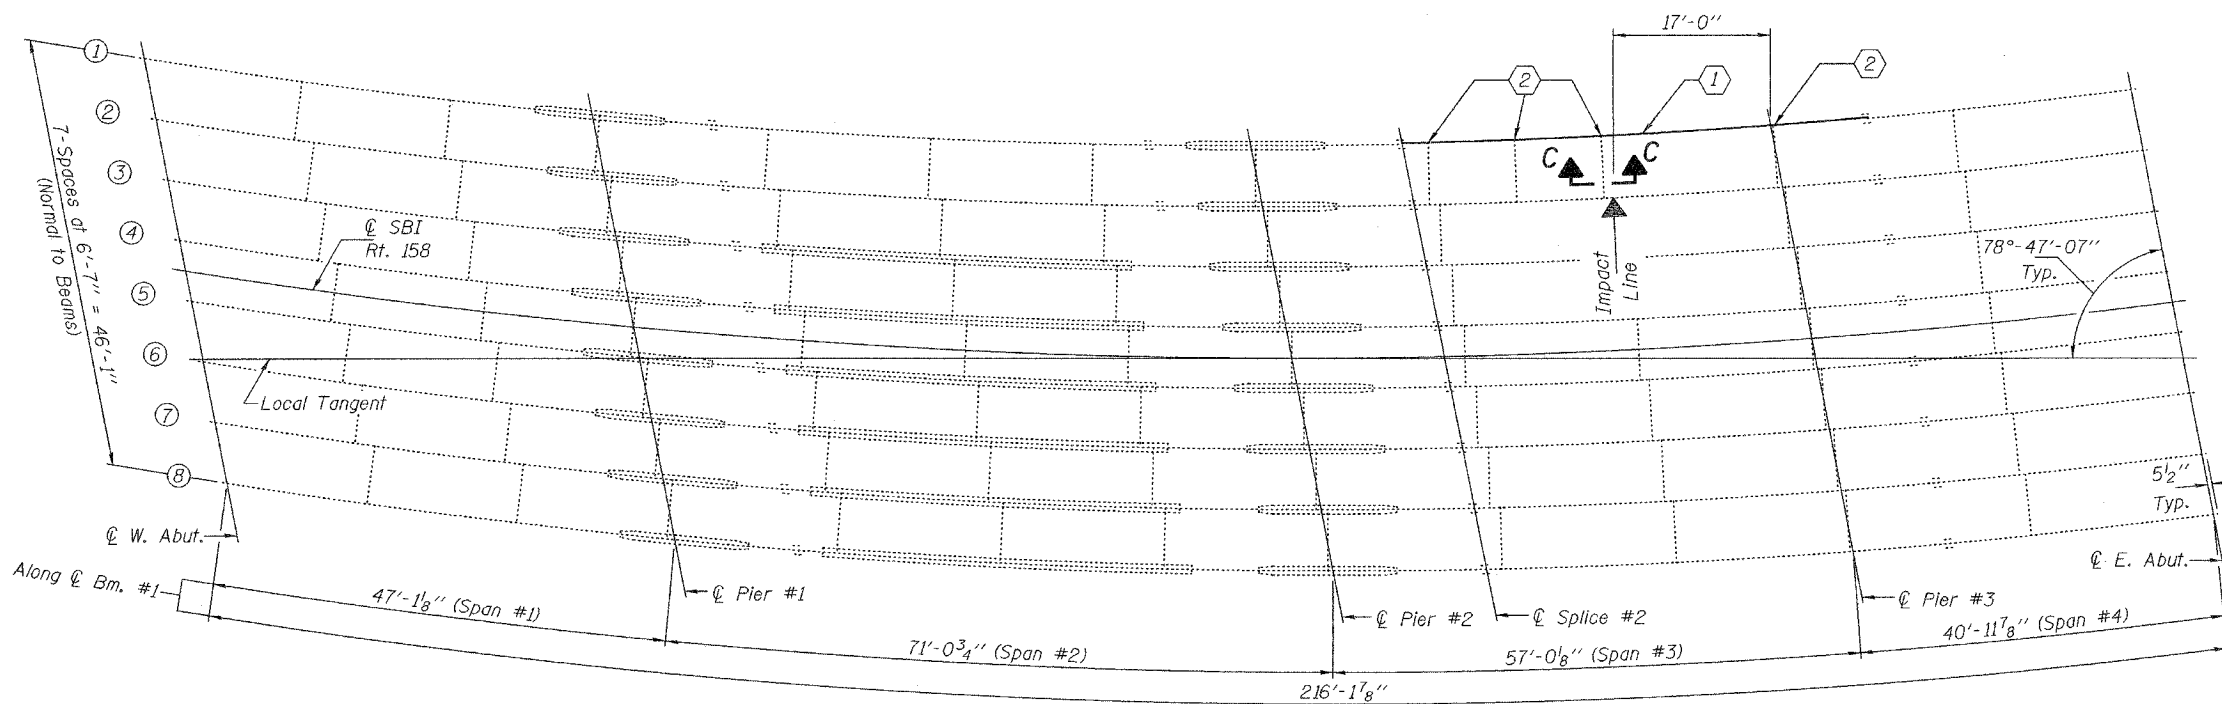 17'-0"
1
2
3
4
5
6
7
8
2
1
2
C
C
7-Spaces at 6'-7" = 46'-1"
(Normal to Beams)
℄ SBI
Rt. 158
Impact
Line
78°-47'-07"
Typ.
Local Tangent
5½"
Typ.
℄ W. Abut.
℄ E. Abut.
Along ℄ Bm. #1
47'-1⅛" (Span #1)
℄ Pier #1
℄ Pier #2
℄ Splice #2
℄ Pier #3
71'-0¾" (Span #2)
57'-0⅛" (Span #3)
40'-11⅞" (Span #4)
216'-1⅞"